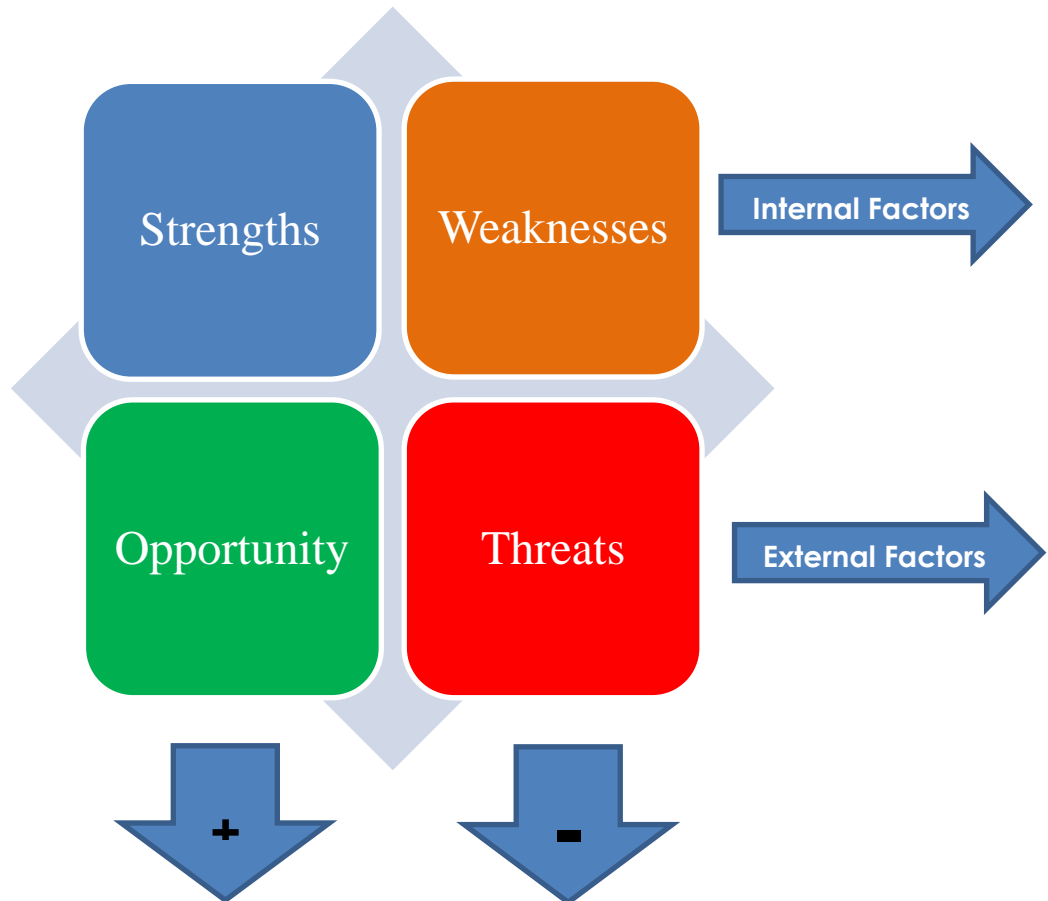 Strengths
Weaknesses
Internal Factors
Opportunity
Threats
External Factors
+
-